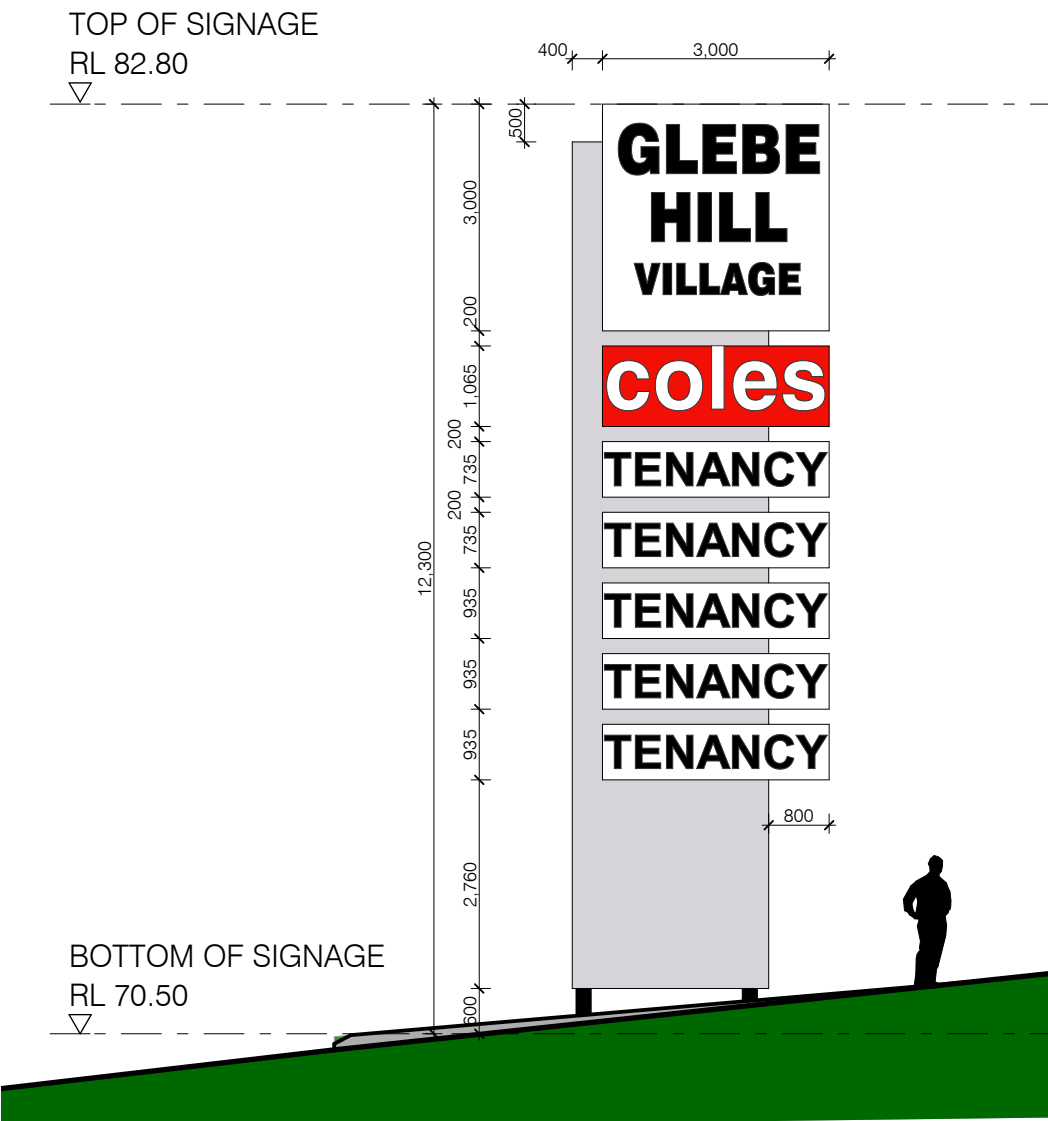 TOP OF SIGNAGE
RL 82.80
400
3,000
500
GLEBE
HILL
VILLAGE
3,000
200
coles
1,065
200
TENANCY
735
200
TENANCY
735
12,300
TENANCY
935
TENANCY
935
TENANCY
935
800
2,760
BOTTOM OF SIGNAGE
RL 70.50
600